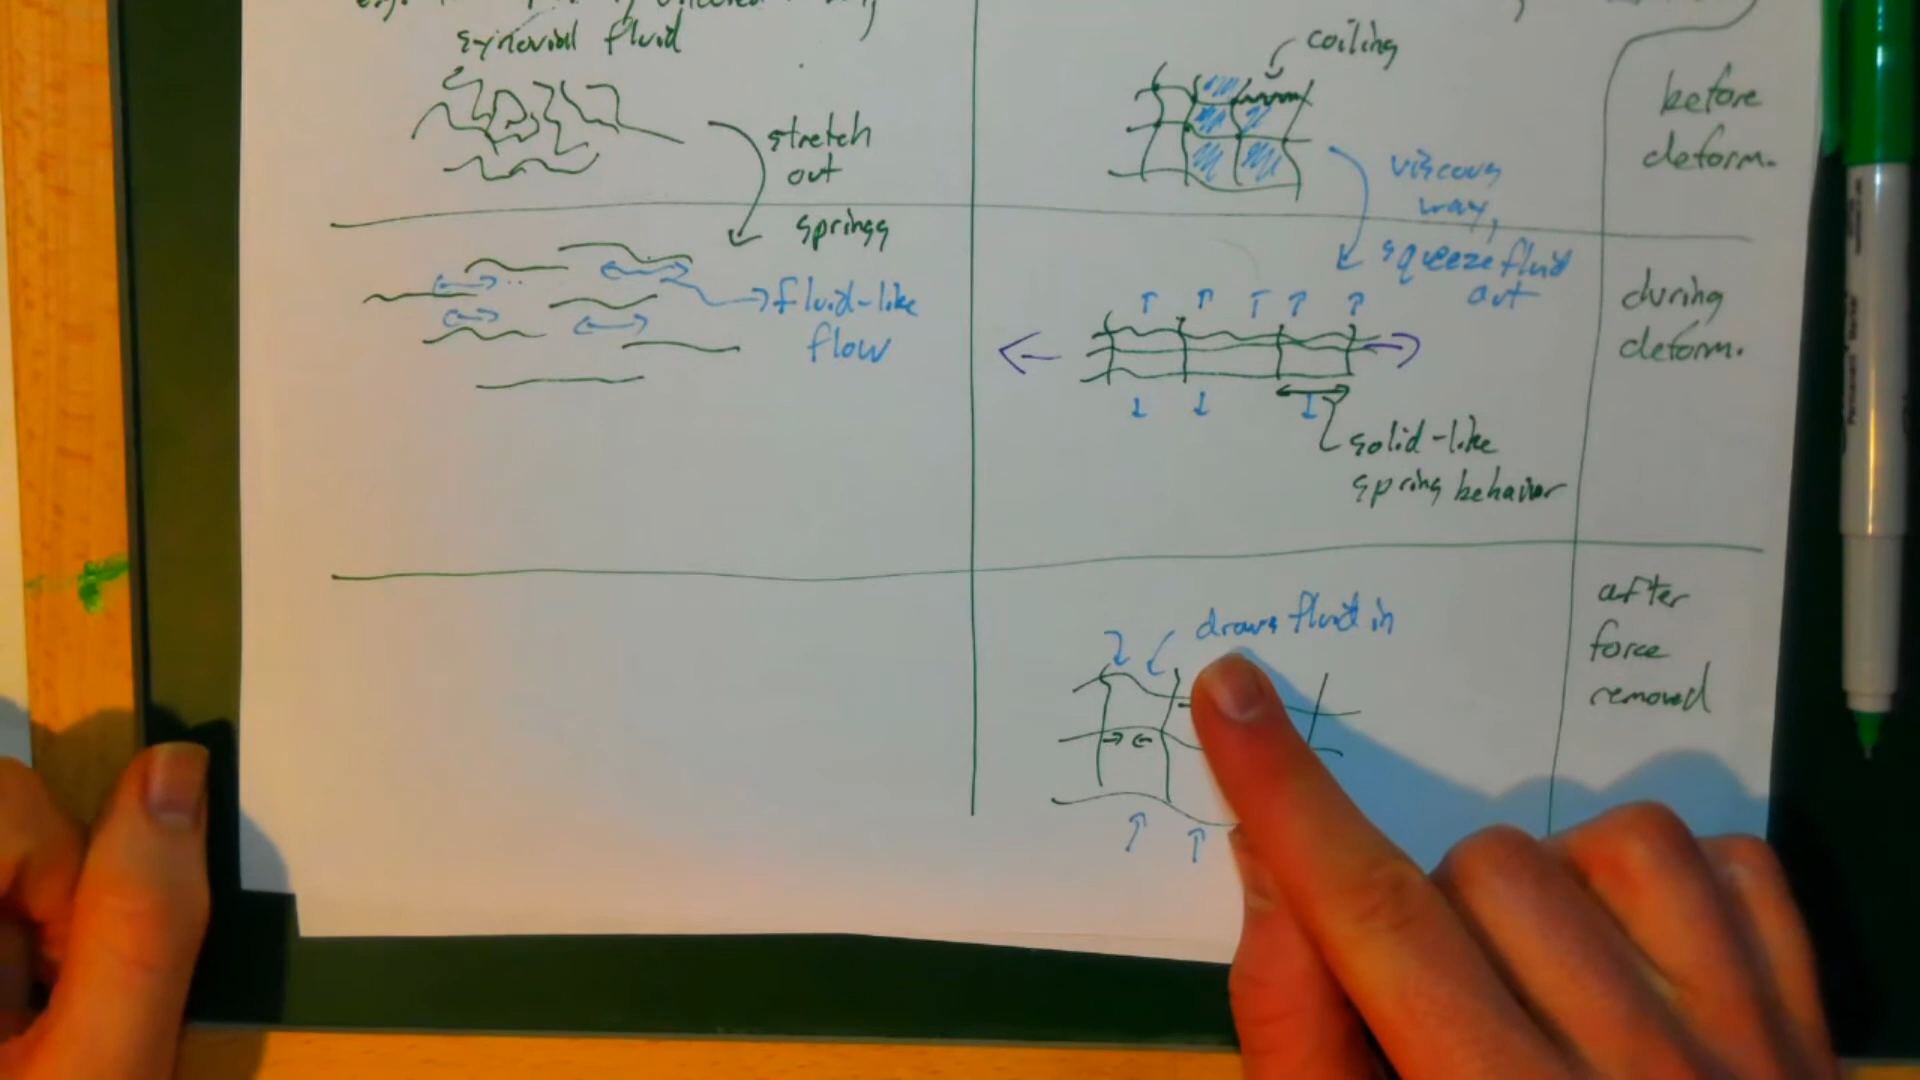 synovial fluid
stretch
out
springs
fluid-like
flow
coiling
viscous
way,
squeeze fluid
out
solid-like
spring behavior
draws fluid in
before
deform.
during
deform.
after
force
removed